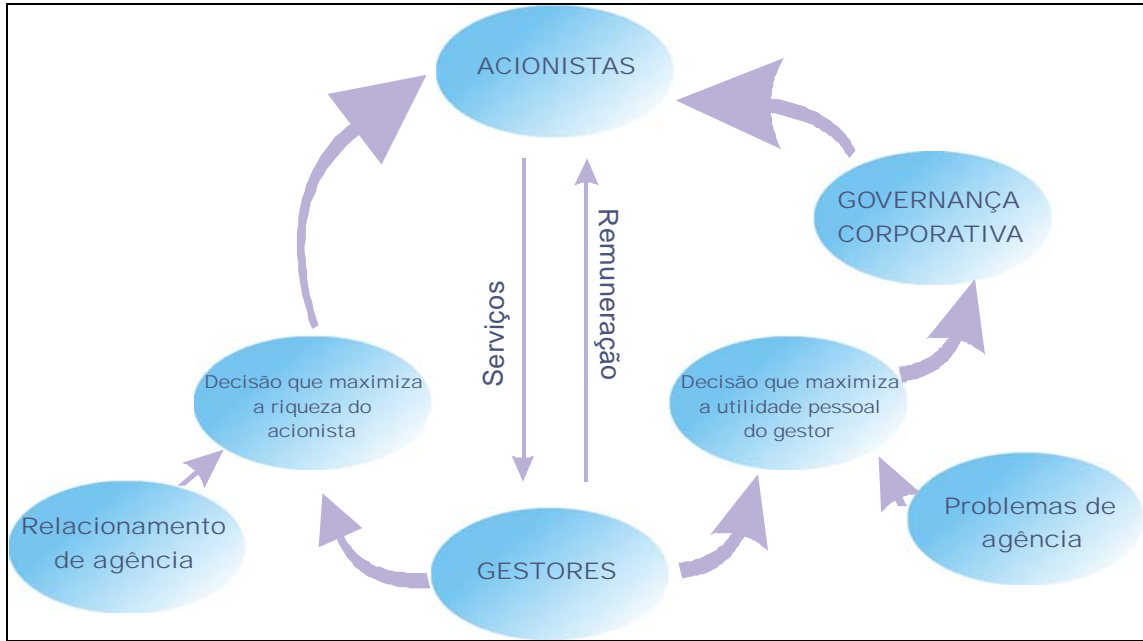 ACIONISTAS
GOVERNANÇA
CORPORATIVA
Serviços
Remuneração
Decisão que maximiza
a riqueza do
acionista
Decisão que maximiza
a utilidade pessoal
do gestor
Relacionamento
de agência
GESTORES
Problemas de
agência